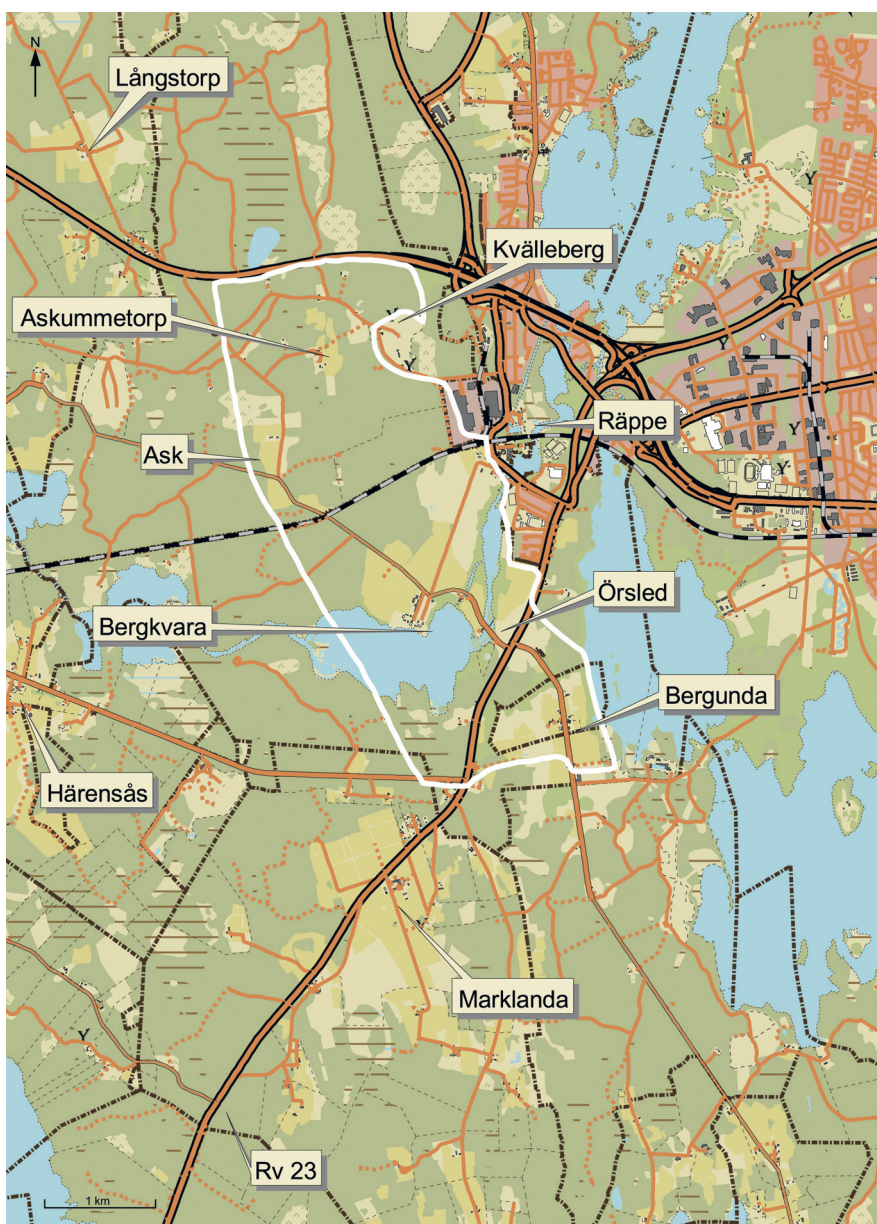 N
Långstorp
Kvälleberg
Askummetorp
Räppe
Ask
Örsled
Bergkvara
Bergunda
Härensås
Marklanda
Rv 23
1 km